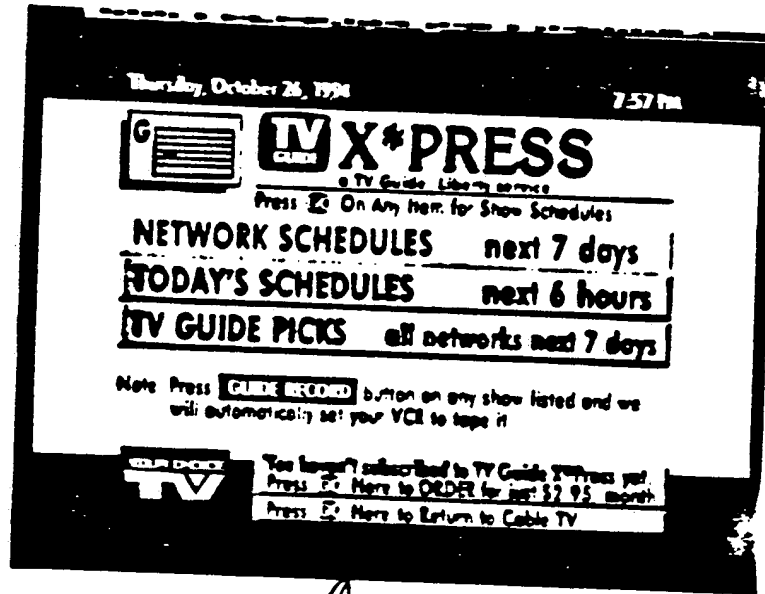 Thursday, October 26, 1994
7:57 PM
G
TV GUIDE
X*PRESS
a TV Guide Liberty service
Press On Any Item for Show Schedules
NETWORK SCHEDULES next 7 days
TODAY'S SCHEDULES next 6 hours
TV GUIDE PICKS all networks next 7 days
Note Press GUIDE RECORD button on any show listed and we
will automatically set your VCR to tape it
YOUR CHOICE
TV
You haven't subscribed to TV Guide X*Press yet.
Press Here to ORDER for just $2.95 month
Press Here to Return to Cable TV